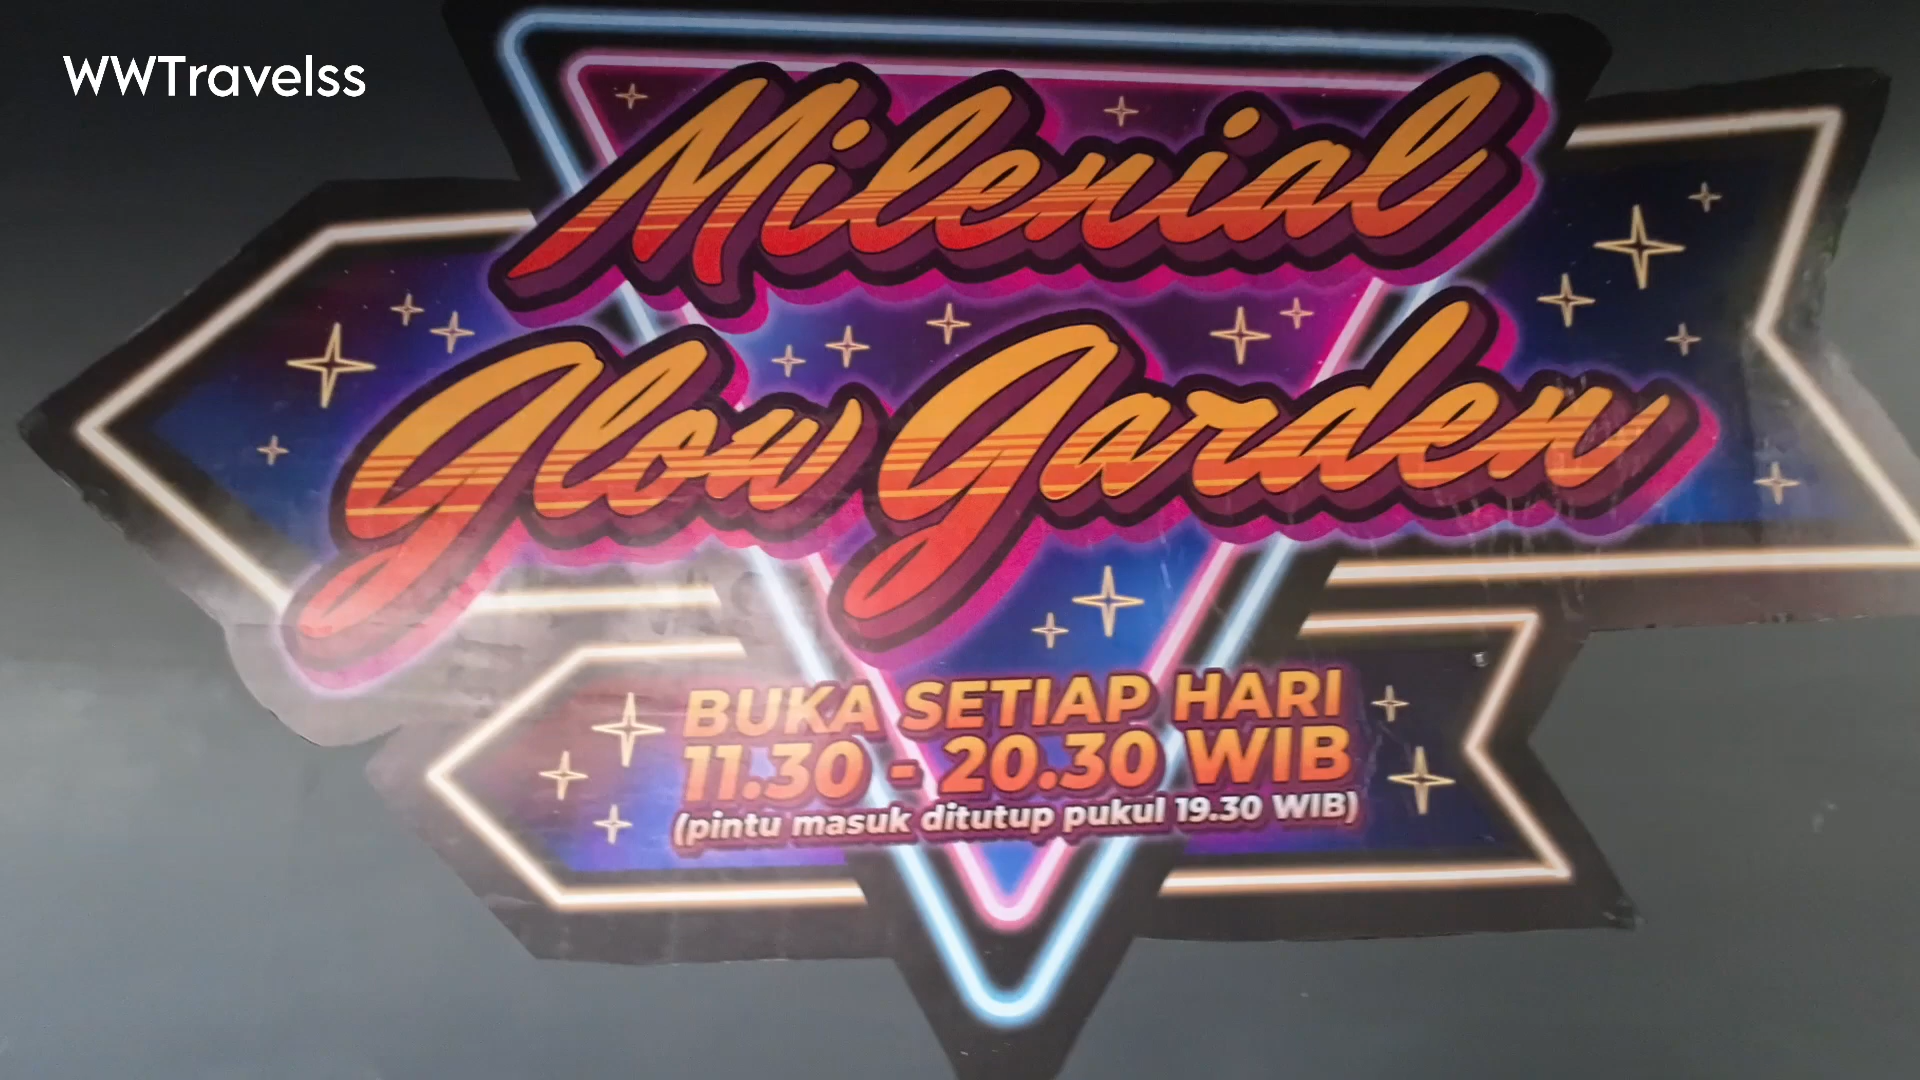 WWTravelss
Milenial
Glow Garden
BUKA SETIAP HARI
11.30 - 20.30 WIB
(pintu masuk ditutup pukul 19.30 WIB)